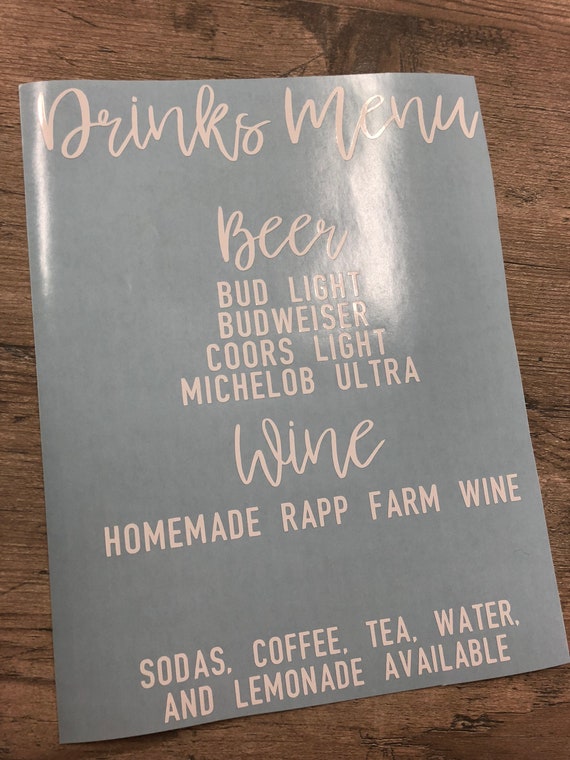 Drinks Menu
Beer
BUD LIGHT
BUDWEISER
COORS LIGHT
MICHELOB ULTRA
Wine
HOMEMADE RAPP FARM WINE
SODAS, COFFEE, TEA, WATER,
AND LEMONADE AVAILABLE